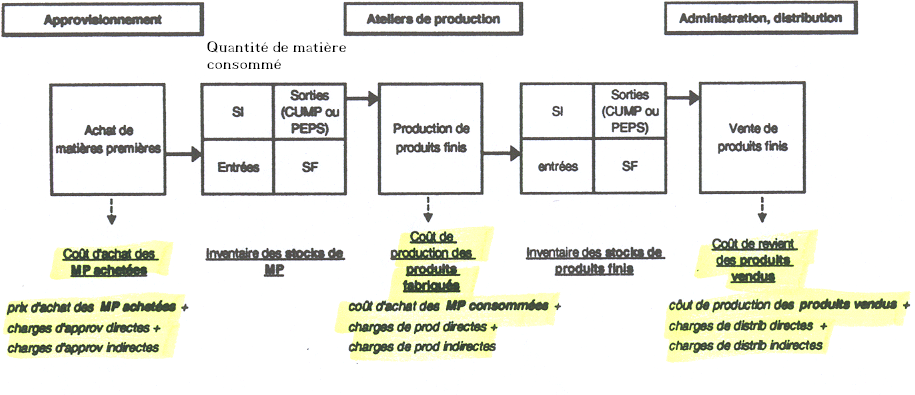 Approvisionnement
Ateliers de production
Administration, distribution
Quantité de matière
consommé
Achat de
matières premières
SI
Sorties
(CUMP ou
PEPS)
Entrées
SF
Production de
produits finis
SI
Sorties
(CUMP ou
PEPS)
entrées
SF
Vente de
produits finis
Coût d'achat des
MP achetées
prix d'achat des MP achetées +
charges d'approv directes +
charges d'approv indirectes
Inventaire des stocks de
MP
Coût de
production des
produits
fabriqués
coût d'achat des MP consommées +
charges de prod directes +
charges de prod indirectes
Inventaire des stocks de
produits finis
Coût de revient
des produits
vendus
côut de production des produits vendus +
charges de distrib directes +
charges de distrib indirectes